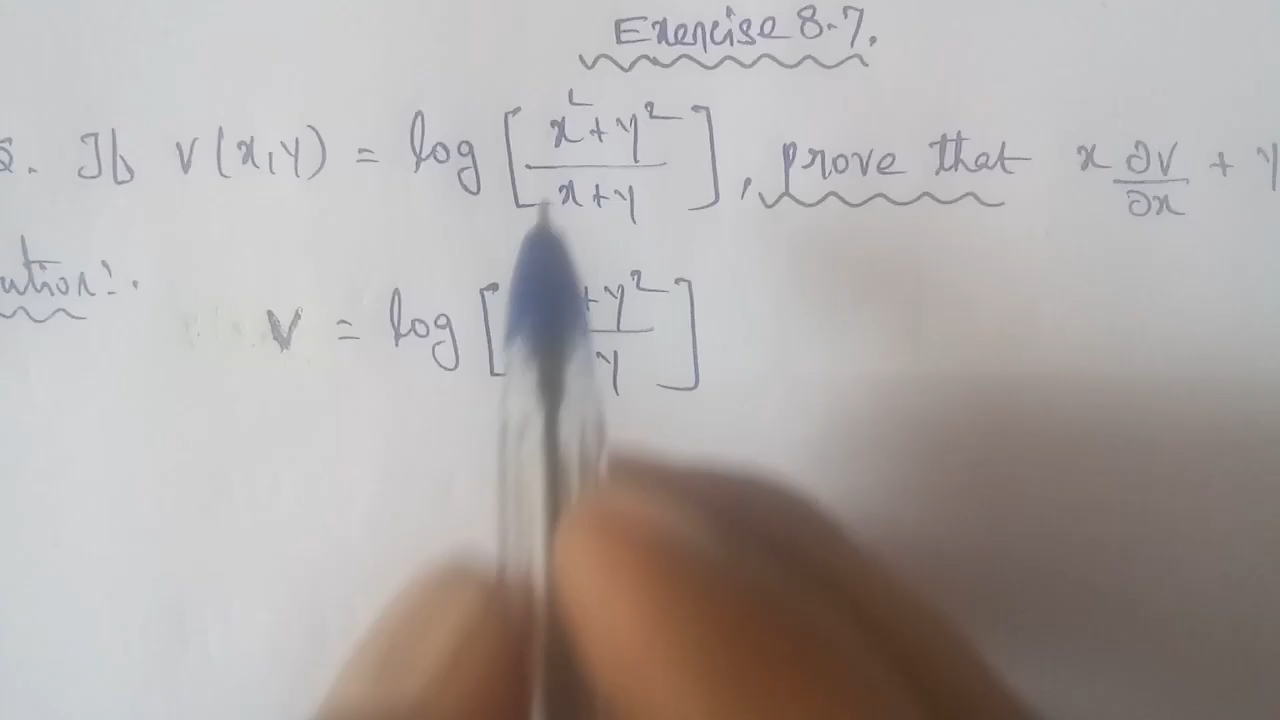 Exercise 8.7.
If V(x,y) = log [x²+y² / x+y], prove that x ∂V/∂x + y
ution:.
V = log [ +y² / y]